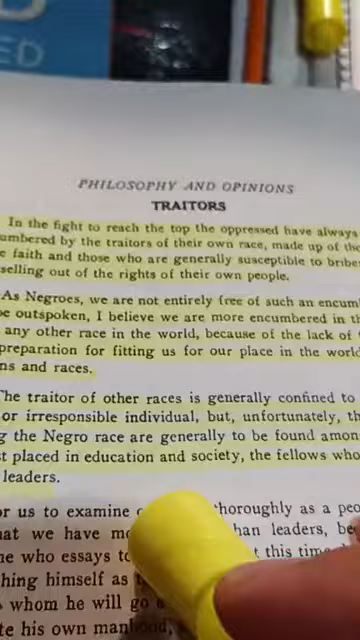 D
ED
PHILOSOPHY AND OPINIONS
TRAITORS
In the fight to reach the top the oppressed have always
umbered by the traitors of their own race, made up of the
e faith and those who are generally susceptible to bribe
selling out of the rights of their own people.
As Negroes, we are not entirely free of such an encum
be outspoken, I believe we are more encumbered in th
any other race in the world, because of the lack of
preparation for fitting us for our place in the world
ns and races.
The traitor of other races is generally confined to
or irresponsible individual, but, unfortunately, th
g the Negro race are generally to be found amon
st placed in education and society, the fellows who
leaders.
or us to examine thoroughly as a peo
at we have mo han leaders, be
ne who essays to t this time
hing himself as
whom he will go
te his own manhood,